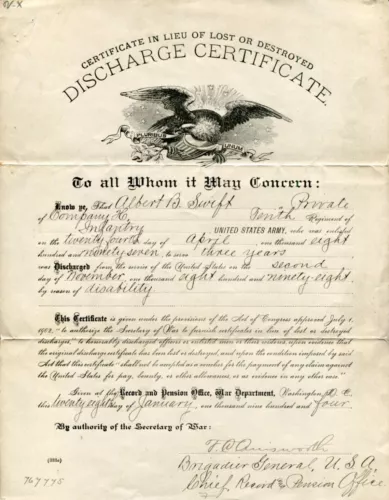 CERTIFICATE IN LIEU OF LOST OR DESTROYED
DISCHARGE CERTIFICATE.
To all Whom it May Concern:
Know ye, That Albert B. Swift Private
of Company H, Tenth Regiment of
Infantry UNITED STATES ARMY, who was enlisted
on the twenty day of April one thousand eight
hundred and ninety seven, to serve three years
was Discharged from the service of the United States on the second
day of November one thousand eight hundred and ninety eight
by reason of disability
This Certificate is given under the provisions of the Act of Congress approved July 1,
1902, "to authorize the Secretary of War to furnish certificates in lieu of lost or destroyed
discharges," to honorably discharged officers or enlisted men or their widows, upon evidence that
the original discharge certificate has been lost or destroyed, and upon the condition imposed by said
Act that this certificate "shall not be accepted as a voucher for the payment of any claim against
the United States for pay, bounty, or other allowance, or as evidence in any other case."
Given at the Record and Pension Office, War Department, Washington, D. C.
this twenty eighth day of January, one thousand nine hundred and four.
By authority of the Secretary of War:
F. C. Ainsworth
Brigadier General, U. S. A.
Chief, Record and Pension Office
767775